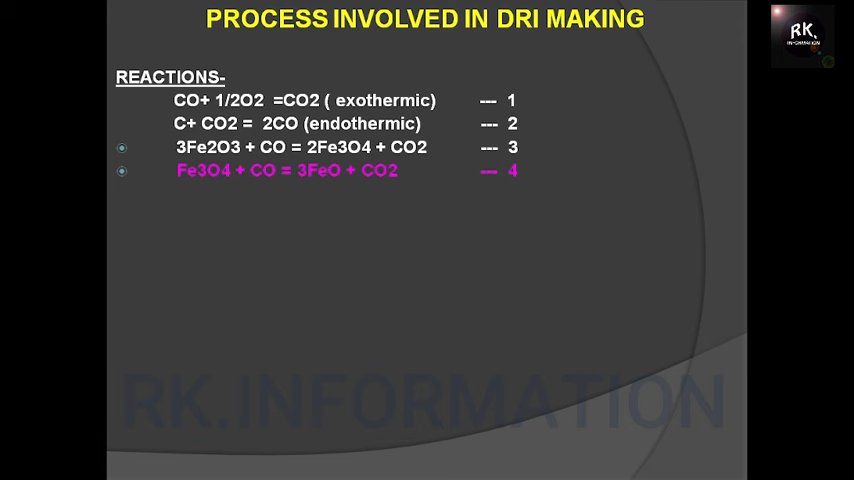 PROCESS INVOLVED IN DRI MAKING
RK.
INFORMATION
REACTIONS-
CO+ 1/2O2 =CO2 ( exothermic) --- 1
C+ CO2 = 2CO (endothermic) --- 2
3Fe2O3 + CO = 2Fe3O4 + CO2 --- 3
Fe3O4 + CO = 3FeO + CO2 --- 4
RK.INFORMATION